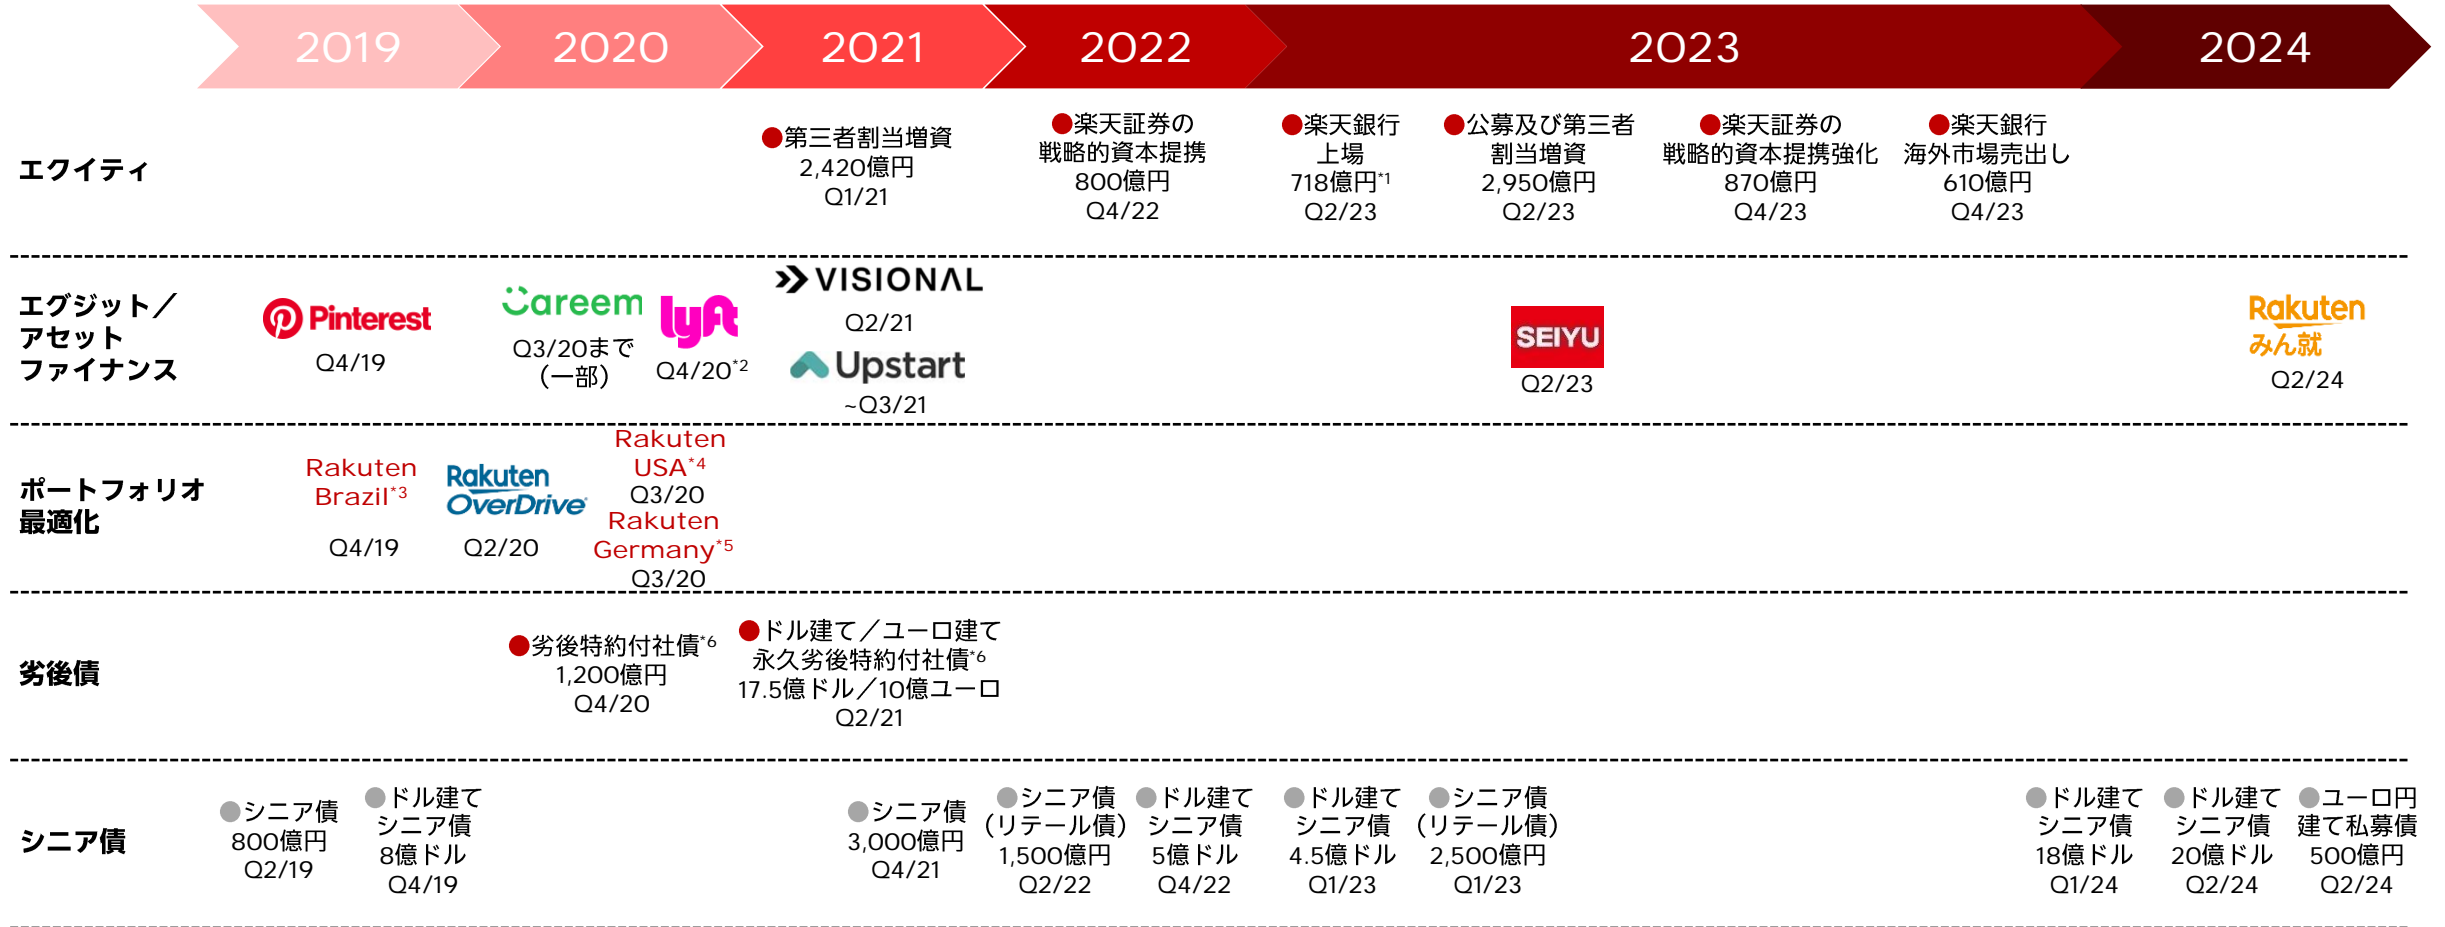 2019
2020
2021
2022
2023
2024
エクイティ
●第三者割当増資
2,420億円
Q1/21
●楽天証券の
戦略的資本提携
800億円
Q4/22
●楽天銀行
上場
718億円*1
Q2/23
●公募及び第三者
割当増資
2,950億円
Q2/23
●楽天証券の
戦略的資本提携強化
870億円
Q4/23
●楽天銀行
海外市場売出し
610億円
Q4/23
エグジット／
アセット
ファイナンス
Pinterest
Q4/19
Careem
Q3/20まで
（一部）
lyft
Q4/20*2
VISIONAL
Q2/21
Upstart
~Q3/21
SEIYU
Q2/23
Rakuten
みん就
Q2/24
ポートフォリオ
最適化
Rakuten
Brazil*3
Q4/19
Rakuten
OverDrive
Q2/20
Rakuten
USA*4
Q3/20
Rakuten
Germany*5
Q3/20
劣後債
●劣後特約付社債*6
1,200億円
Q4/20
●ドル建て／ユーロ建て
永久劣後特約付社債*6
17.5億ドル／10億ユーロ
Q2/21
シニア債
●シニア債
800億円
Q2/19
●ドル建て
シニア債
8億ドル
Q4/19
●シニア債
3,000億円
Q4/21
●シニア債
（リテール債）
1,500億円
Q2/22
●ドル建て
シニア債
5億ドル
Q4/22
●ドル建て
シニア債
4.5億ドル
Q1/23
●シニア債
（リテール債）
2,500億円
Q1/23
●ドル建て
シニア債
18億ドル
Q1/24
●ドル建て
シニア債
20億ドル
Q2/24
●ユーロ円
建て私募債
500億円
Q2/24